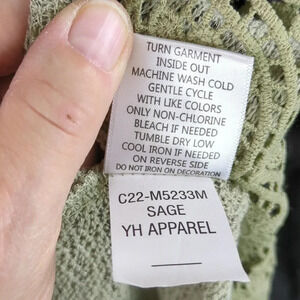 TURN GARMENT
INSIDE OUT
MACHINE WASH COLD
GENTLE CYCLE
WITH LIKE COLORS
ONLY NON-CHLORINE
BLEACH IF NEEDED
TUMBLE DRY LOW
COOL IRON IF NEEDED
ON REVERSE SIDE
DO NOT IRON ON DECORATION
C22-M5233M
SAGE
YH APPAREL